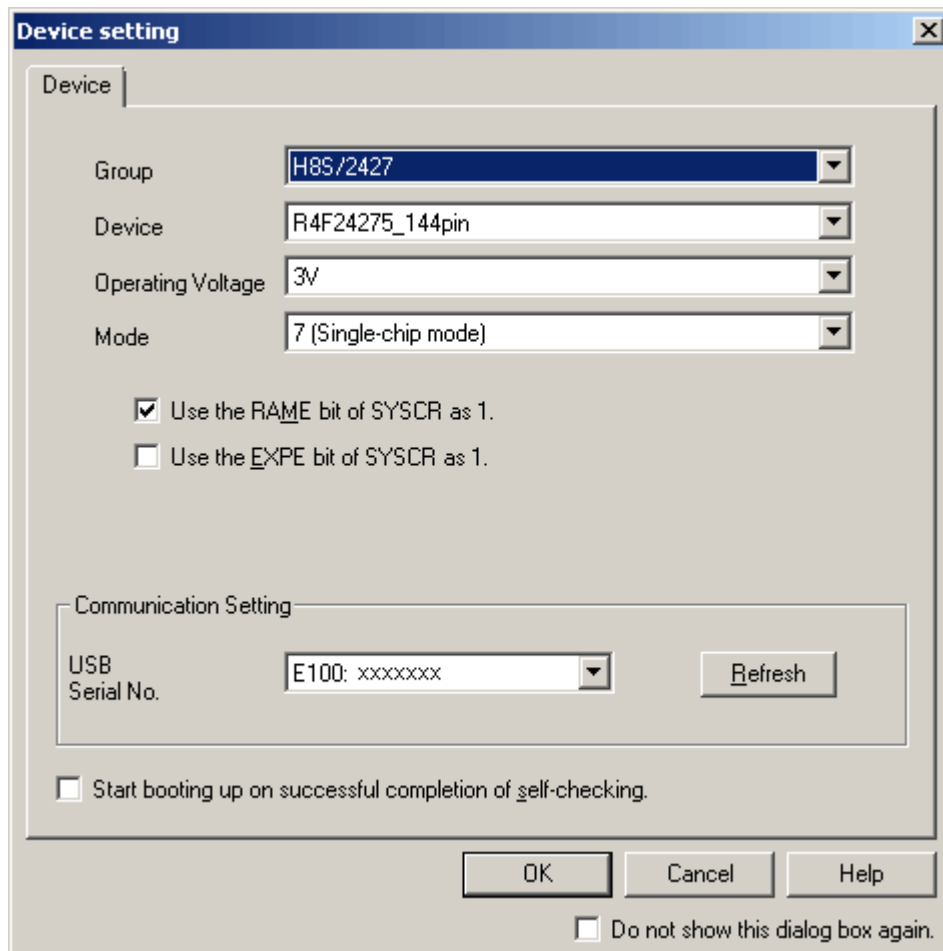 Device setting
Device
Group H8S/2427
Device R4F24275_144pin
Operating Voltage 3V
Mode 7 (Single-chip mode)
Use the RAME bit of SYSCR as 1.
Use the EXPE bit of SYSCR as 1.
Communication Setting
USB
Serial No. E100: xxxxxxx Refresh
Start booting up on successful completion of self-checking.
OK Cancel Help
Do not show this dialog box again.